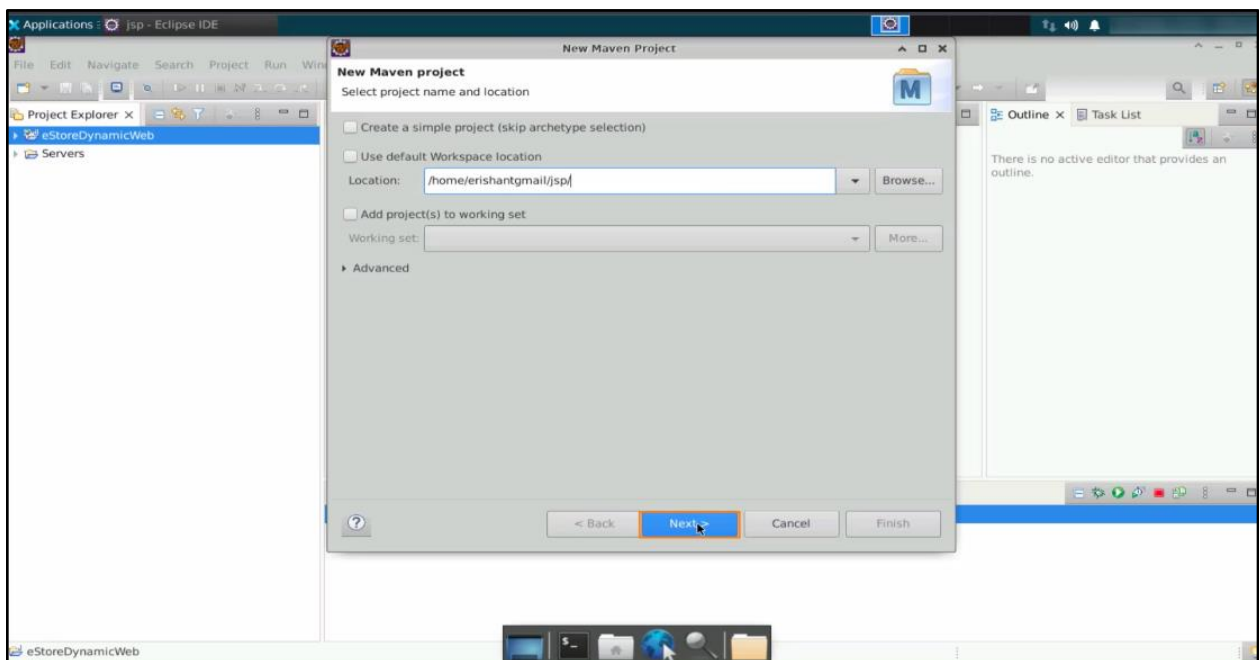 Applications : jsp - Eclipse IDE
New Maven Project
File Edit Navigate Search Project Run Win
New Maven project
Select project name and location
M
Project Explorer
eStoreDynamicWeb
Servers
Create a simple project (skip archetype selection)
Use default Workspace location
Location: /home/erishantgmail/jsp/ Browse...
Add project(s) to working set
Working set: More...
Advanced
? < Back Next > Cancel Finish
Outline Task List
There is no active editor that provides an
outline.
eStoreDynamicWeb